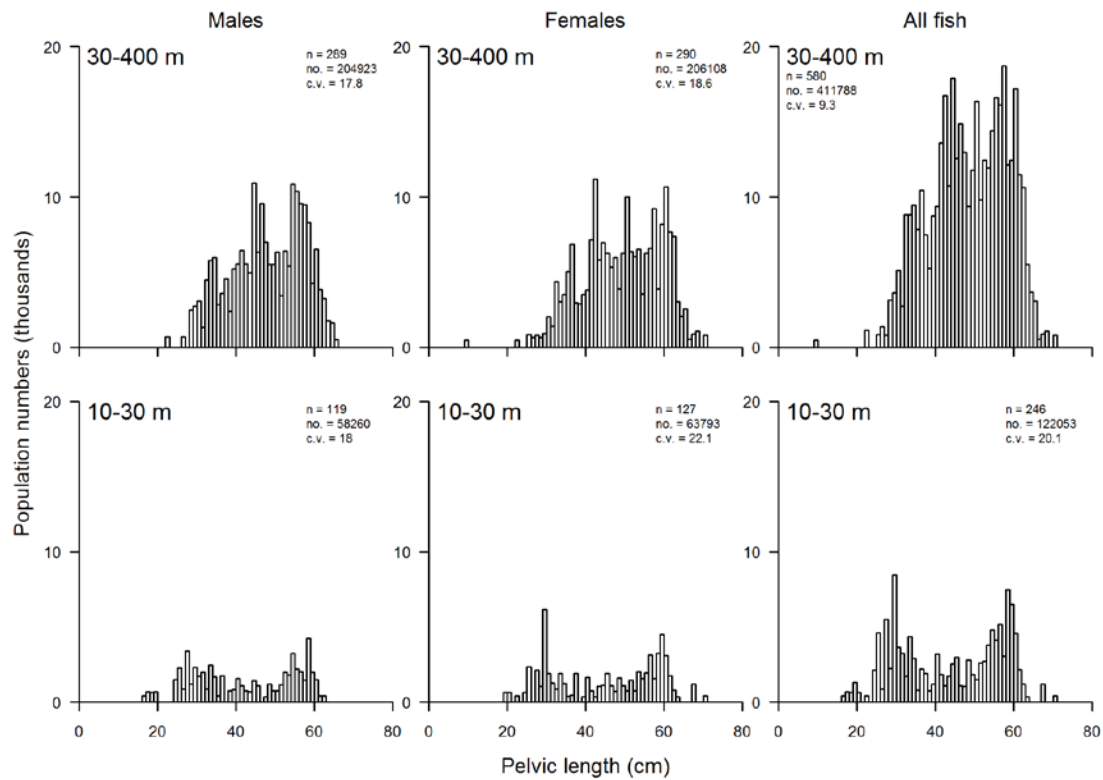 Males
Females
All fish
30-400 m
n = 289
no. = 204923
c.v. = 17.8
30-400 m
n = 290
no. = 206108
c.v. = 18.6
30-400 m
n = 580
no. = 411788
c.v. = 9.3
20
10
0
20
10
0
20
10
0
10-30 m
n = 119
no. = 58260
c.v. = 18
10-30 m
n = 127
no. = 63793
c.v. = 22.1
10-30 m
n = 246
no. = 122053
c.v. = 20.1
20
10
0
20
10
0
20
10
0
0 20 40 60 80
0 20 40 60 80
0 20 40 60 80
Population numbers (thousands)
Pelvic length (cm)